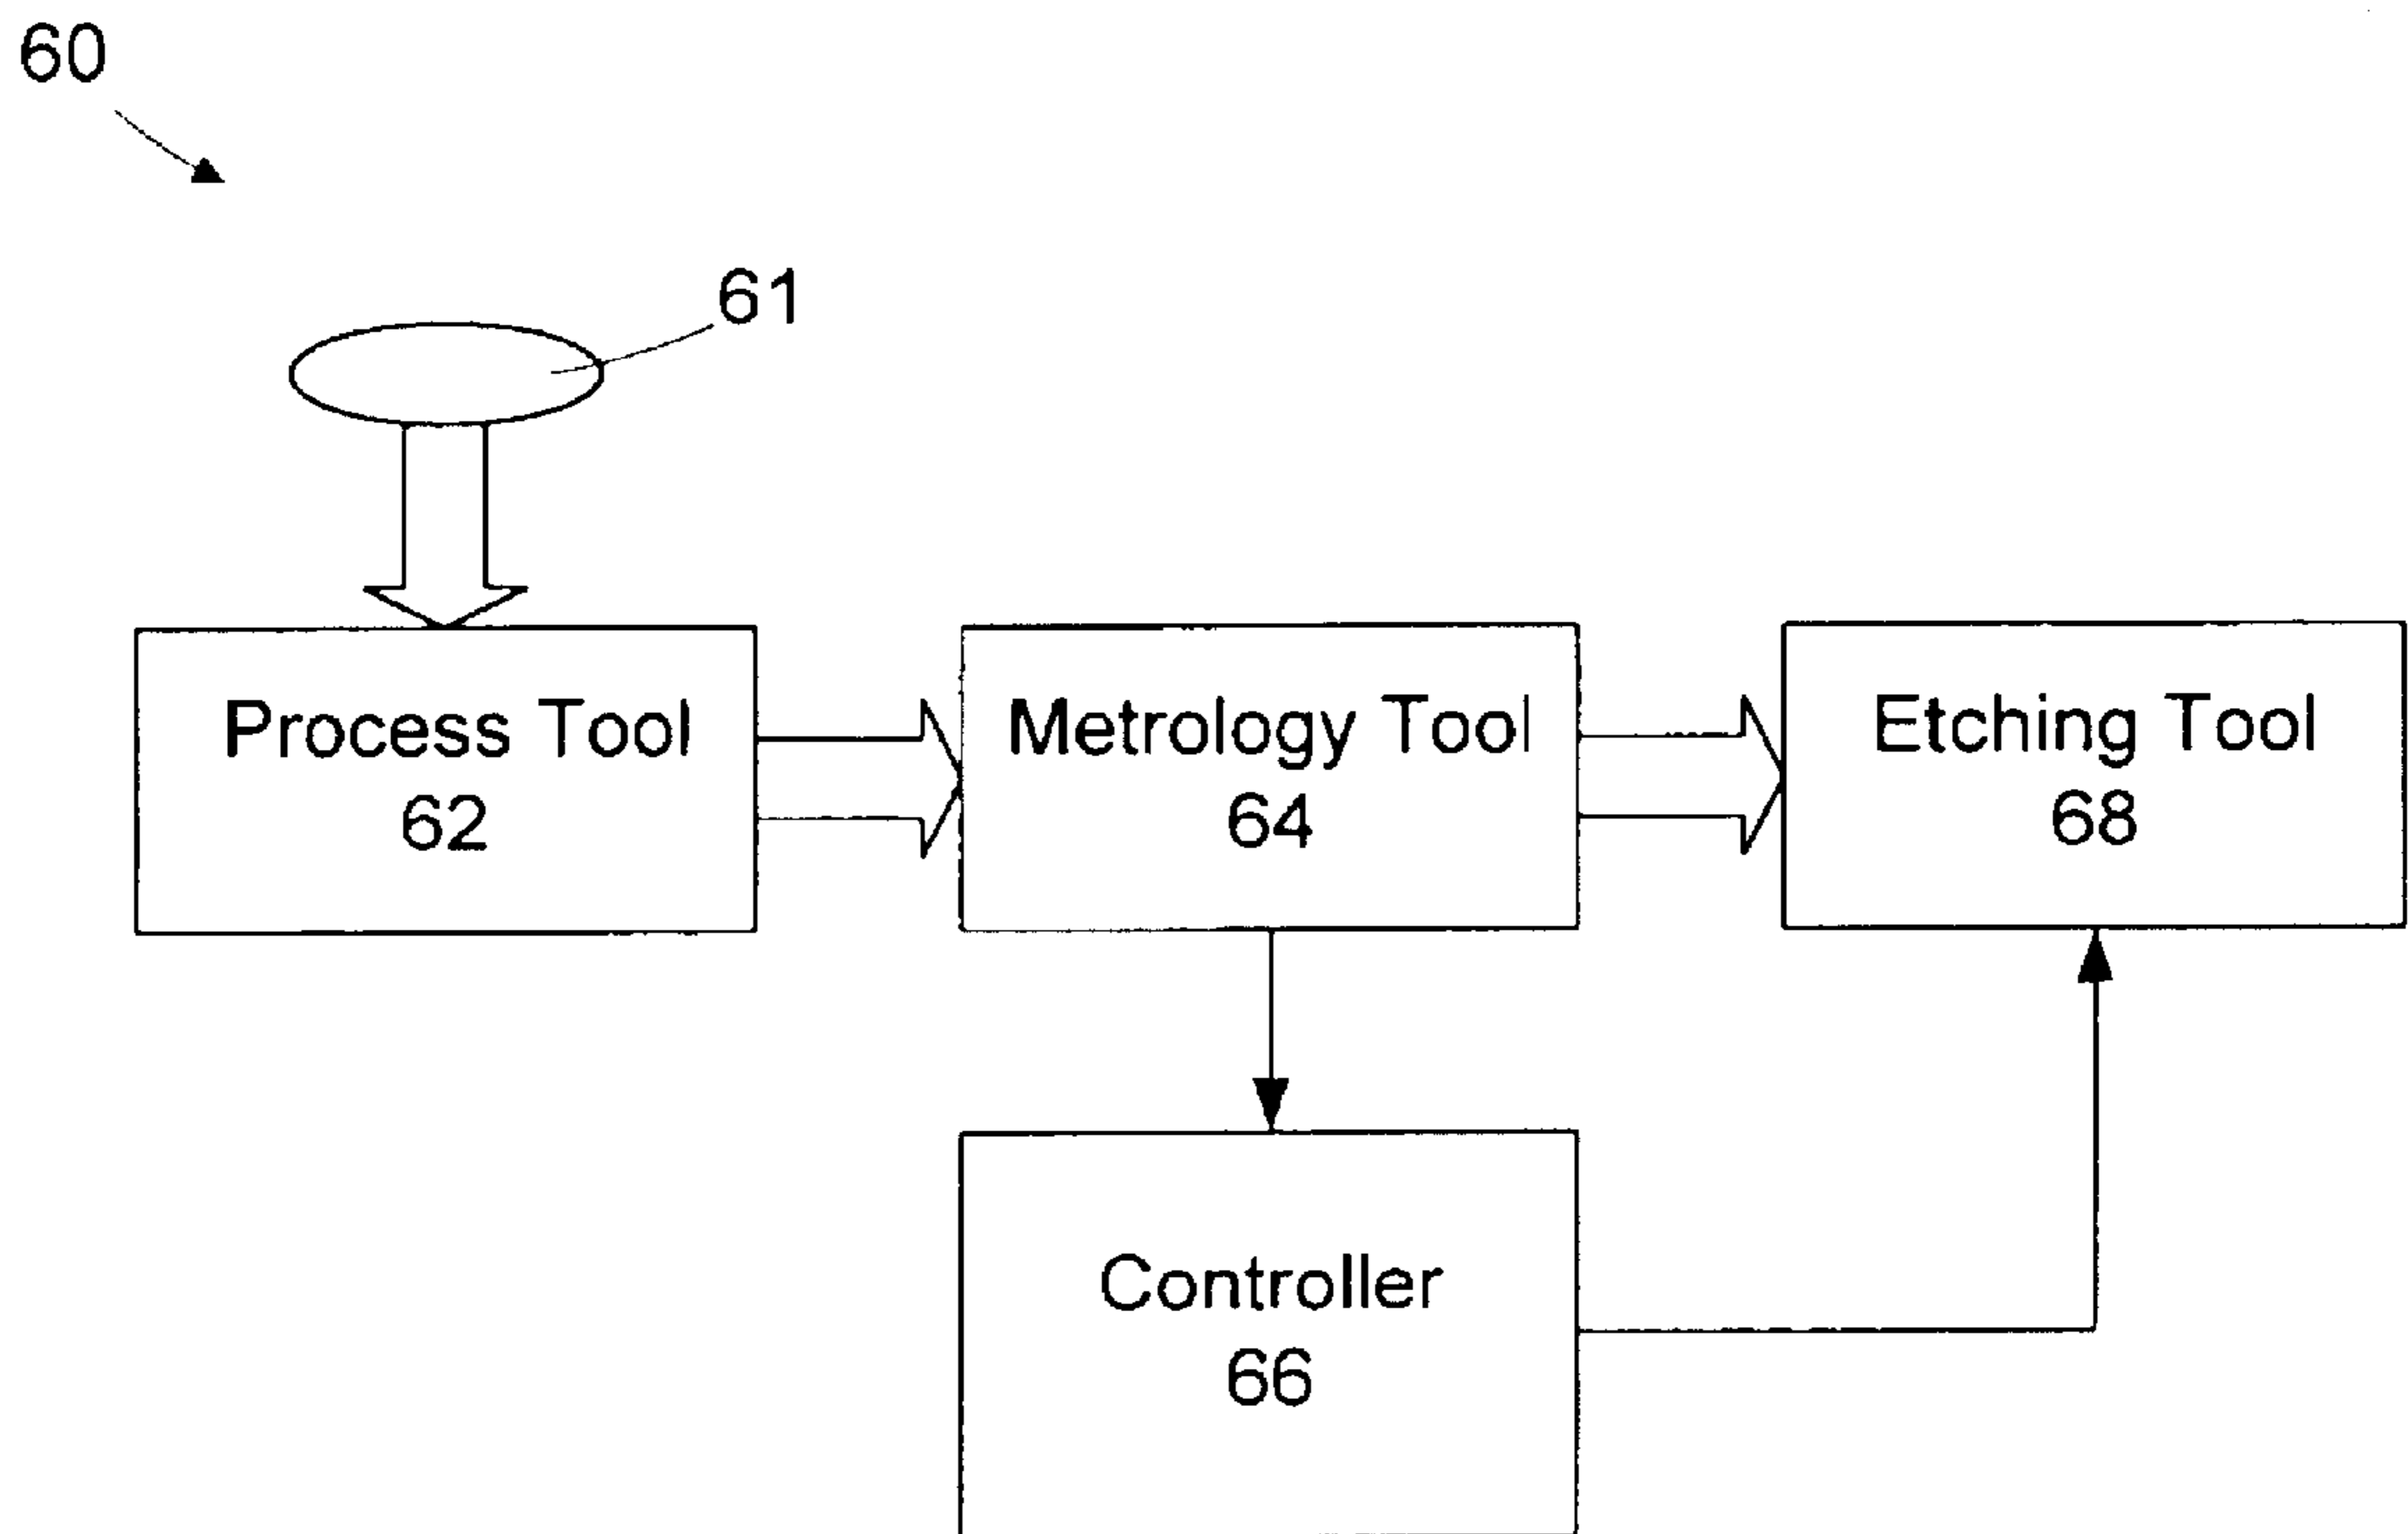 60
61
Process Tool
62
Metrology Tool
64
Etching Tool
68
Controller
66